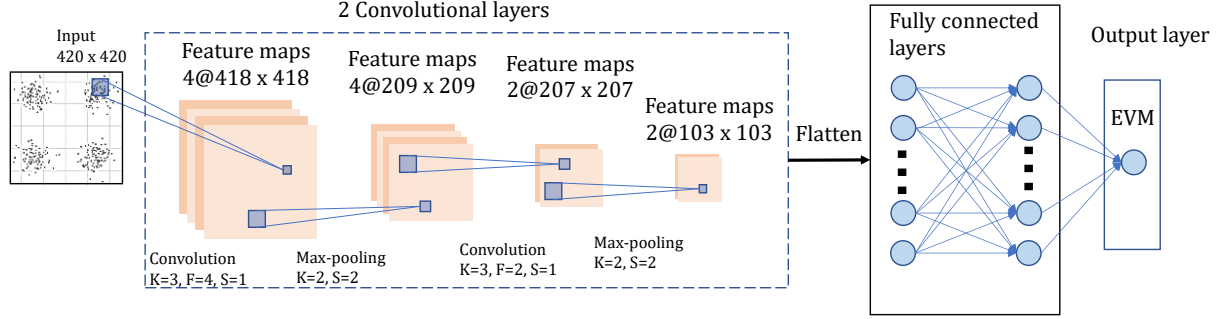 2 Convolutional layers
Input
420 x 420
Feature maps
4@418 x 418
Feature maps
4@209 x 209
Feature maps
2@207 x 207
Feature maps
2@103 x 103
Convolution
K=3, F=4, S=1
Max-pooling
K=2, S=2
Convolution
K=3, F=2, S=1
Max-pooling
K=2, S=2
Flatten
Fully connected
layers
Output layer
EVM